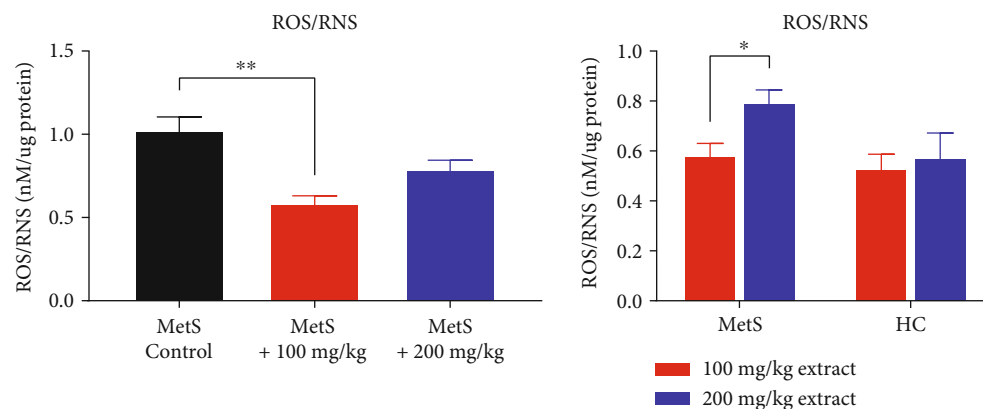 ROS/RNS
ROS/RNS (nM/ug protein)
1.5
1.0
0.5
0.0
**
MetS
Control
MetS
+ 100 mg/kg
MetS
+ 200 mg/kg
ROS/RNS
ROS/RNS (nM/ug protein)
1.0
0.8
0.6
0.4
0.2
0.0
*
MetS
HC
100 mg/kg extract
200 mg/kg extract